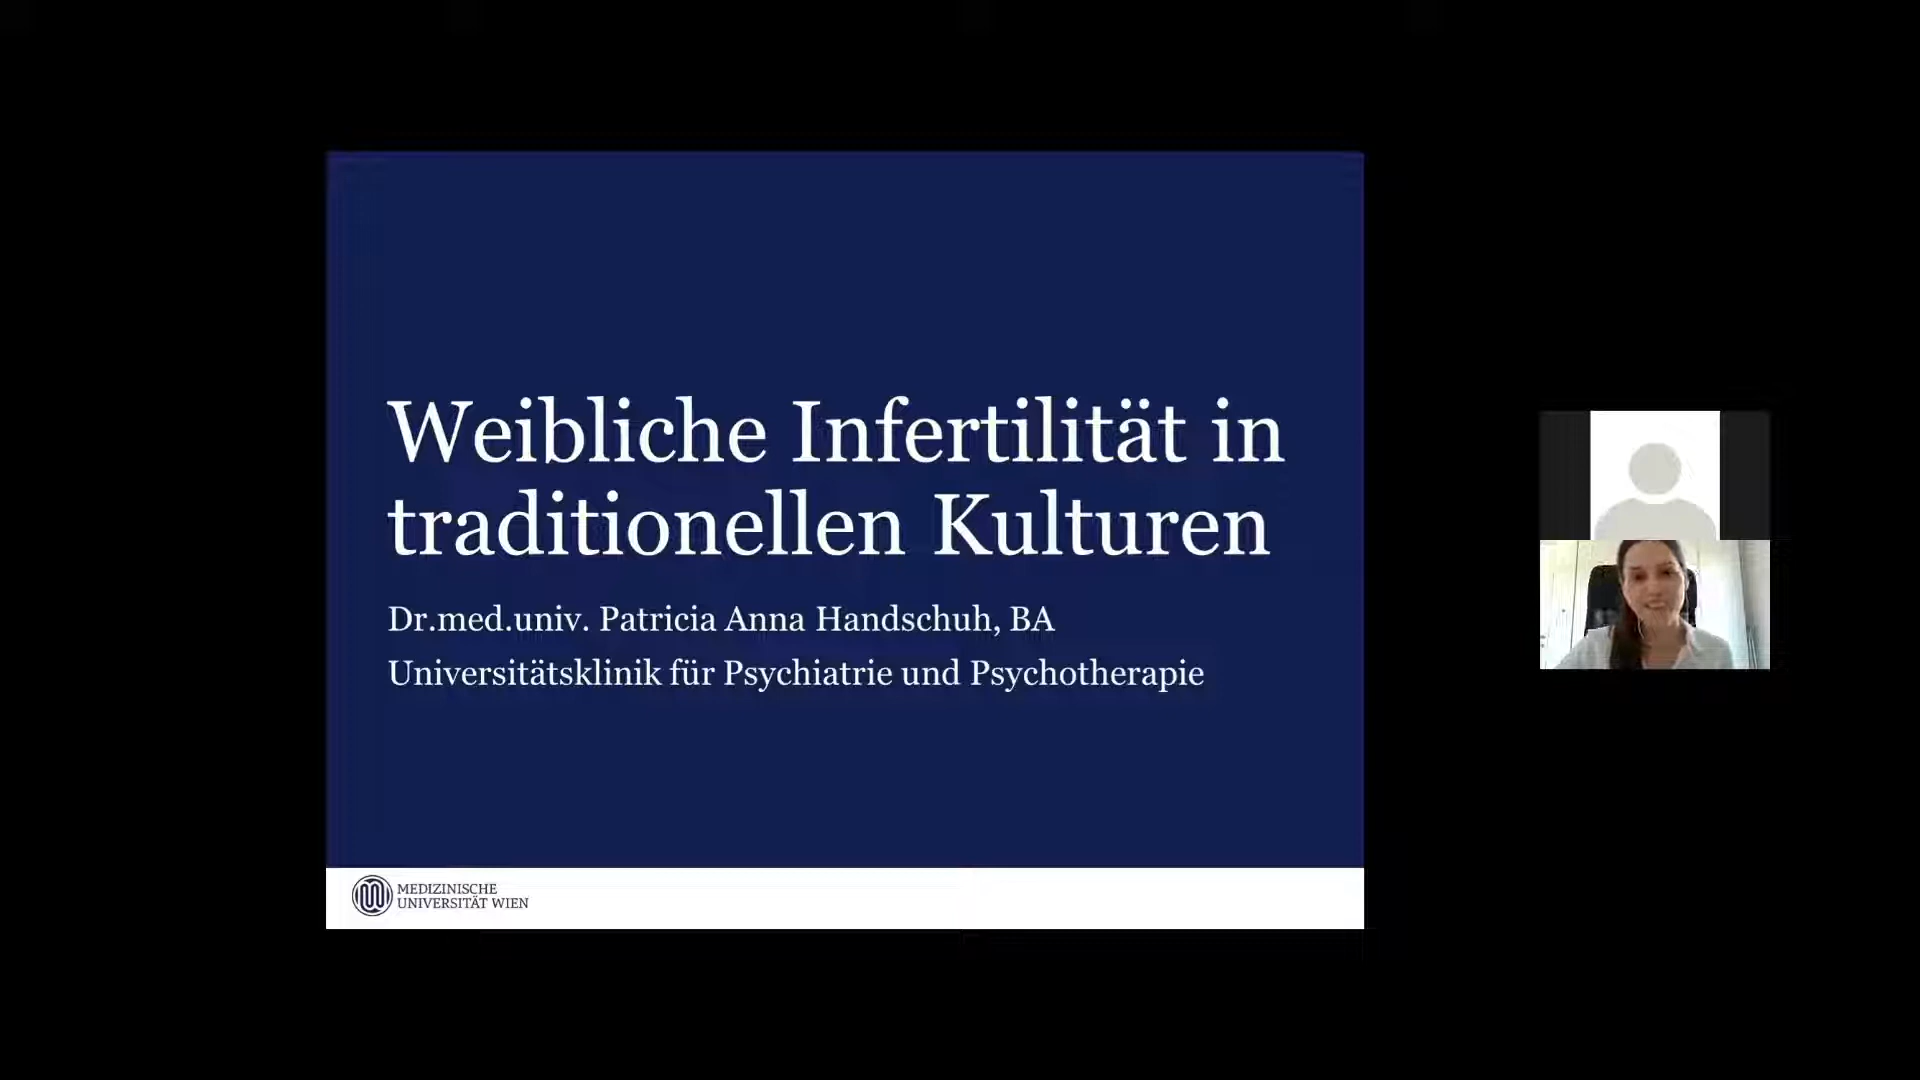 Weibliche Infertilität in
traditionellen Kulturen
Dr.med.univ. Patricia Anna Handschuh, BA
Universitätsklinik für Psychiatrie und Psychotherapie
MEDIZINISCHE
UNIVERSITÄT WIEN